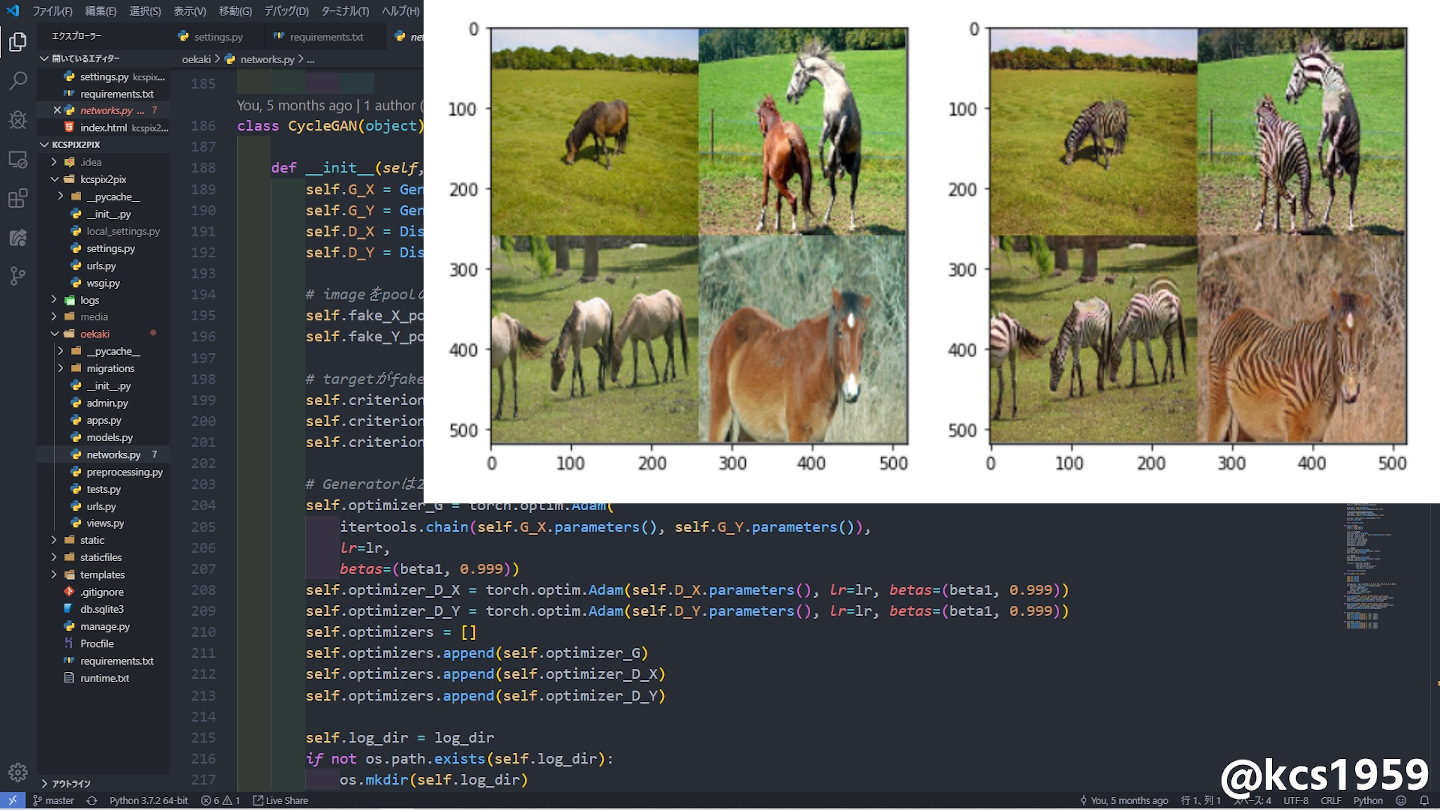 ファイル(F) 編集(E) 選択(S) 表示(V) 移動(G) デバッグ(D) ターミナル(T) ヘルプ(H)
エクスプローラー
settings.py
requirements.txt
開いているエディター
settings.py kcspix...
requirements.txt
networks.py ... 7
index.html kcspix2...
KCSPIX2PIX
.idea
kcspix2pix
__pycache__
__init__.py
local_settings.py
settings.py
urls.py
wsgi.py
logs
media
oekaki
__pycache__
migrations
__init__.py
admin.py
apps.py
models.py
networks.py 7
preprocessing.py
tests.py
urls.py
views.py
static
staticfiles
templates
.gitignore
db.sqlite3
manage.py
Procfile
requirements.txt
runtime.txt
アウトライン
oekaki > networks.py > ...
185
You, 5 months ago | 1 author (
186 class CycleGAN(object)
187
188 def __init__(self,
189 self.G_X = Gen
190 self.G_Y = Gen
191 self.D_X = Dis
192 self.D_Y = Dis
193
194 # imageをpoolの
195 self.fake_X_po
196 self.fake_Y_po
197
198 # targetがfake
199 self.criterion
200 self.criterion
201 self.criterion
202
203 # Generatorは2
204 self.optimizer_G = torch.optim.Adam(
205 itertools.chain(self.G_X.parameters(), self.G_Y.parameters()),
206 lr=lr,
207 betas=(beta1, 0.999))
208 self.optimizer_D_X = torch.optim.Adam(self.D_X.parameters(), lr=lr, betas=(beta1, 0.999))
209 self.optimizer_D_Y = torch.optim.Adam(self.D_Y.parameters(), lr=lr, betas=(beta1, 0.999))
210 self.optimizers = []
211 self.optimizers.append(self.optimizer_G)
212 self.optimizers.append(self.optimizer_D_X)
213 self.optimizers.append(self.optimizer_D_Y)
214
215 self.log_dir = log_dir
216 if not os.path.exists(self.log_dir):
217 os.mkdir(self.log_dir)
0
100
200
300
400
500
0 100 200 300 400 500
0
100
200
300
400
500
0 100 200 300 400 500
@kcs1959
master Python 3.7.2 64-bit 6 1 Live Share You, 5 months ago 行 1、列 1 スペース: 4 UTF-8 CRLF Python